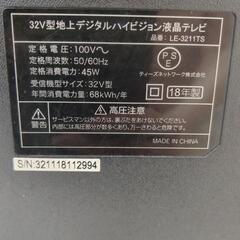 32V型地上デジタルハイビジョン液晶テレビ
品番：LE-3211TS
定格電圧：100V～
定格周波数：50/60Hz
定格消費電力：45W
受信機型サイズ：32V型
年間消費電力量：68kWh/年
PSE
ティーズネットワーク株式会社
高圧注意
サービスマン以外の方は、裏ぶたをあけないでください。
内部には高電圧部分が数多くあり、万一さわると危険です。
18年製
MADE IN CHINA
S/N:321118112994